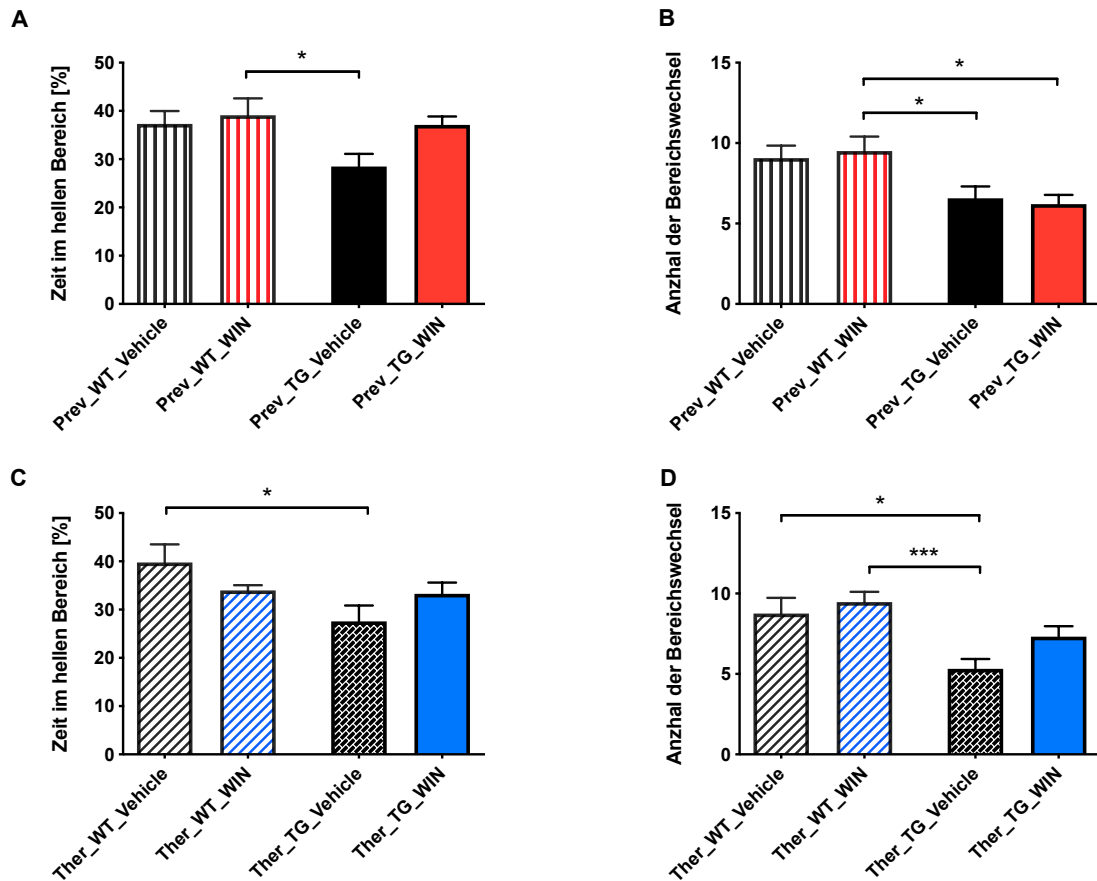 A
Zeit im hellen Bereich [%]
50
40
30
20
10
0
*
Prev_WT_Vehicle
Prev_WT_WIN
Prev_TG_Vehicle
Prev_TG_WIN
B
Anzhal der Bereichswechsel
15
10
5
0
*
*
Prev_WT_Vehicle
Prev_WT_WIN
Prev_TG_Vehicle
Prev_TG_WIN
C
Zeit im hellen Bereich [%]
50
40
30
20
10
0
*
Ther_WT_Vehicle
Ther_WT_WIN
Ther_TG_Vehicle
Ther_TG_WIN
D
Anzhal der Bereichswechsel
15
10
5
0
*
***
Ther_WT_Vehicle
Ther_WT_WIN
Ther_TG_Vehicle
Ther_TG_WIN